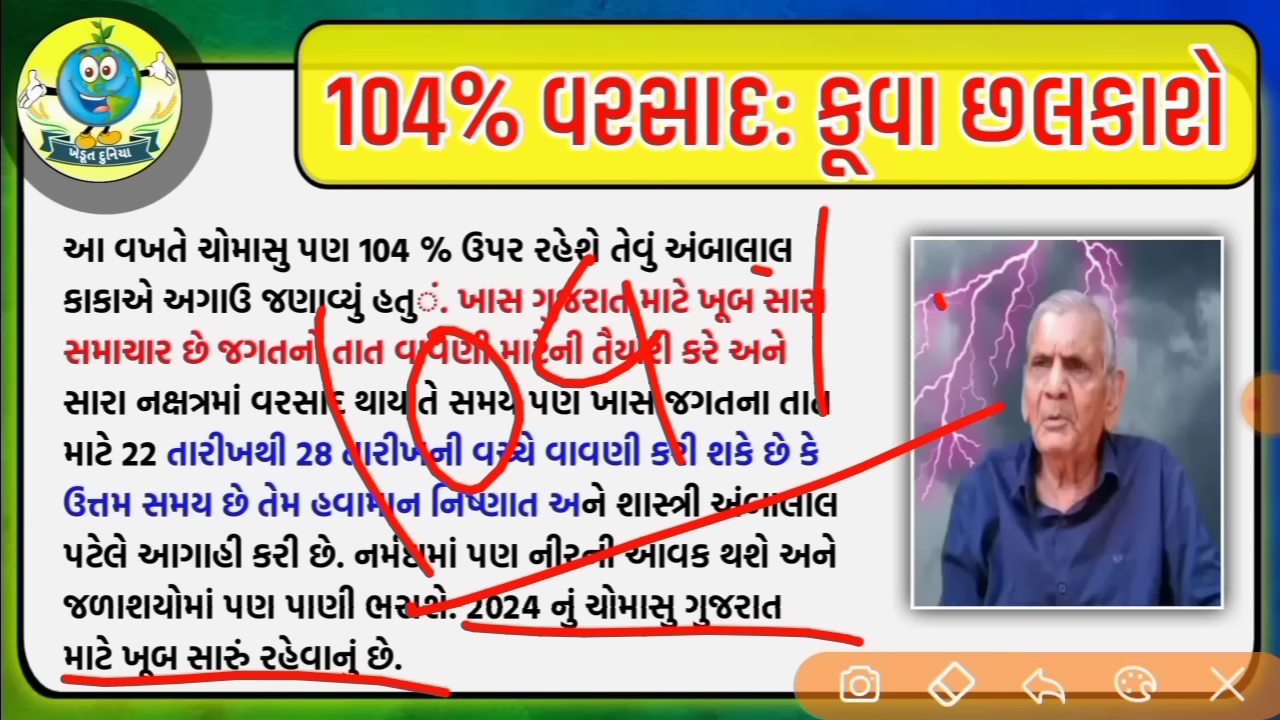 ખેડૂત દુનિયા
104% વરસાદ: કૂવા છલકાશે
આ વખતે ચોમાસુ પણ 104 % ઉપર રહેશે તેવું અંબાલાલ
કાકાએ અગાઉ જણાવ્યું હતું. ખાસ ગુજરાત માટે ખૂબ સારા
સમાચાર છે જગતનો તાત વાવણી માટેની તૈયારી કરે અને
સારા નક્ષત્રમાં વરસાદ થાય તે સમય પણ ખાસ જગતના તાત
માટે 22 તારીખથી 28 તારીખની વચ્ચે વાવણી કરી શકે છે કે
ઉત્તમ સમય છે તેમ હવામાન નિષ્ણાત અને શાસ્ત્રી અંબાલાલ
પટેલે આગાહી કરી છે. નર્મદામાં પણ નીરની આવક થશે અને
જળાશયોમાં પણ પાણી ભરાશે. 2024 નું ચોમાસુ ગુજરાત
માટે ખૂબ સારું રહેવાનું છે.
104